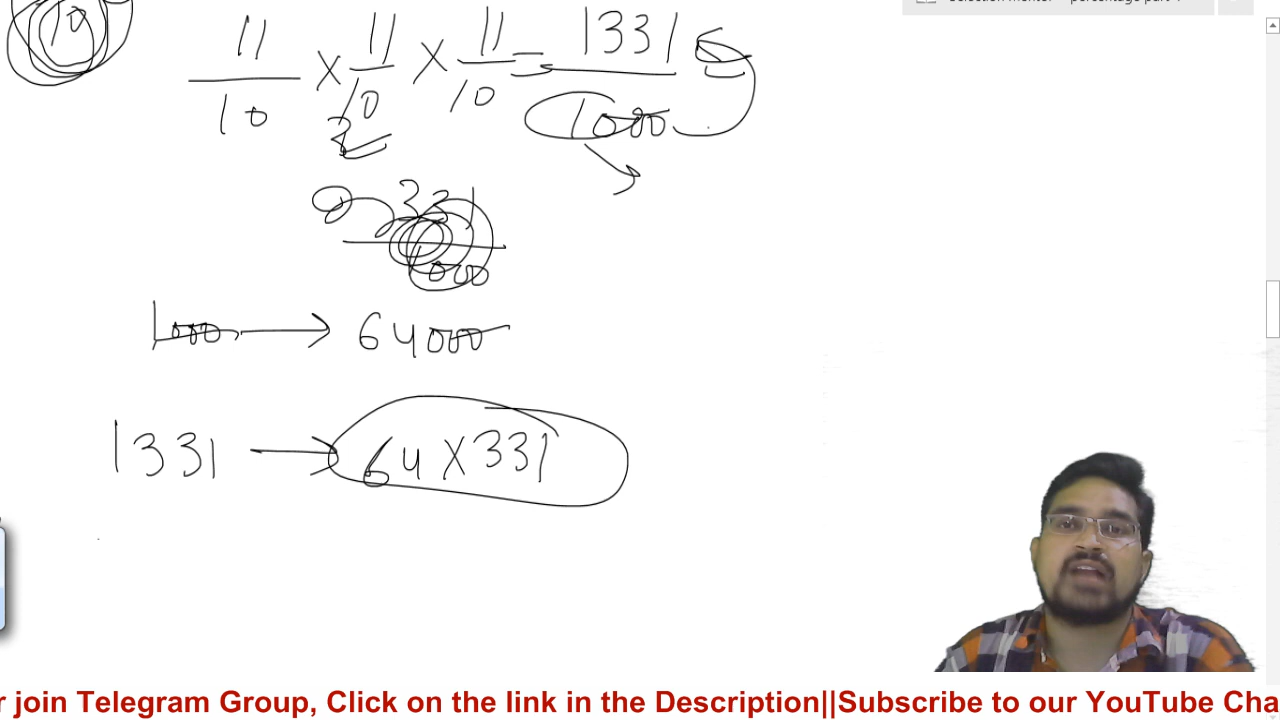 10
11/10 × 11/10 × 11/10 = 1331/1000
331/1000
1000 → 64000
1331 → 64 × 331
join Telegram Group, Click on the link in the Description||Subscribe to our YouTube Cha